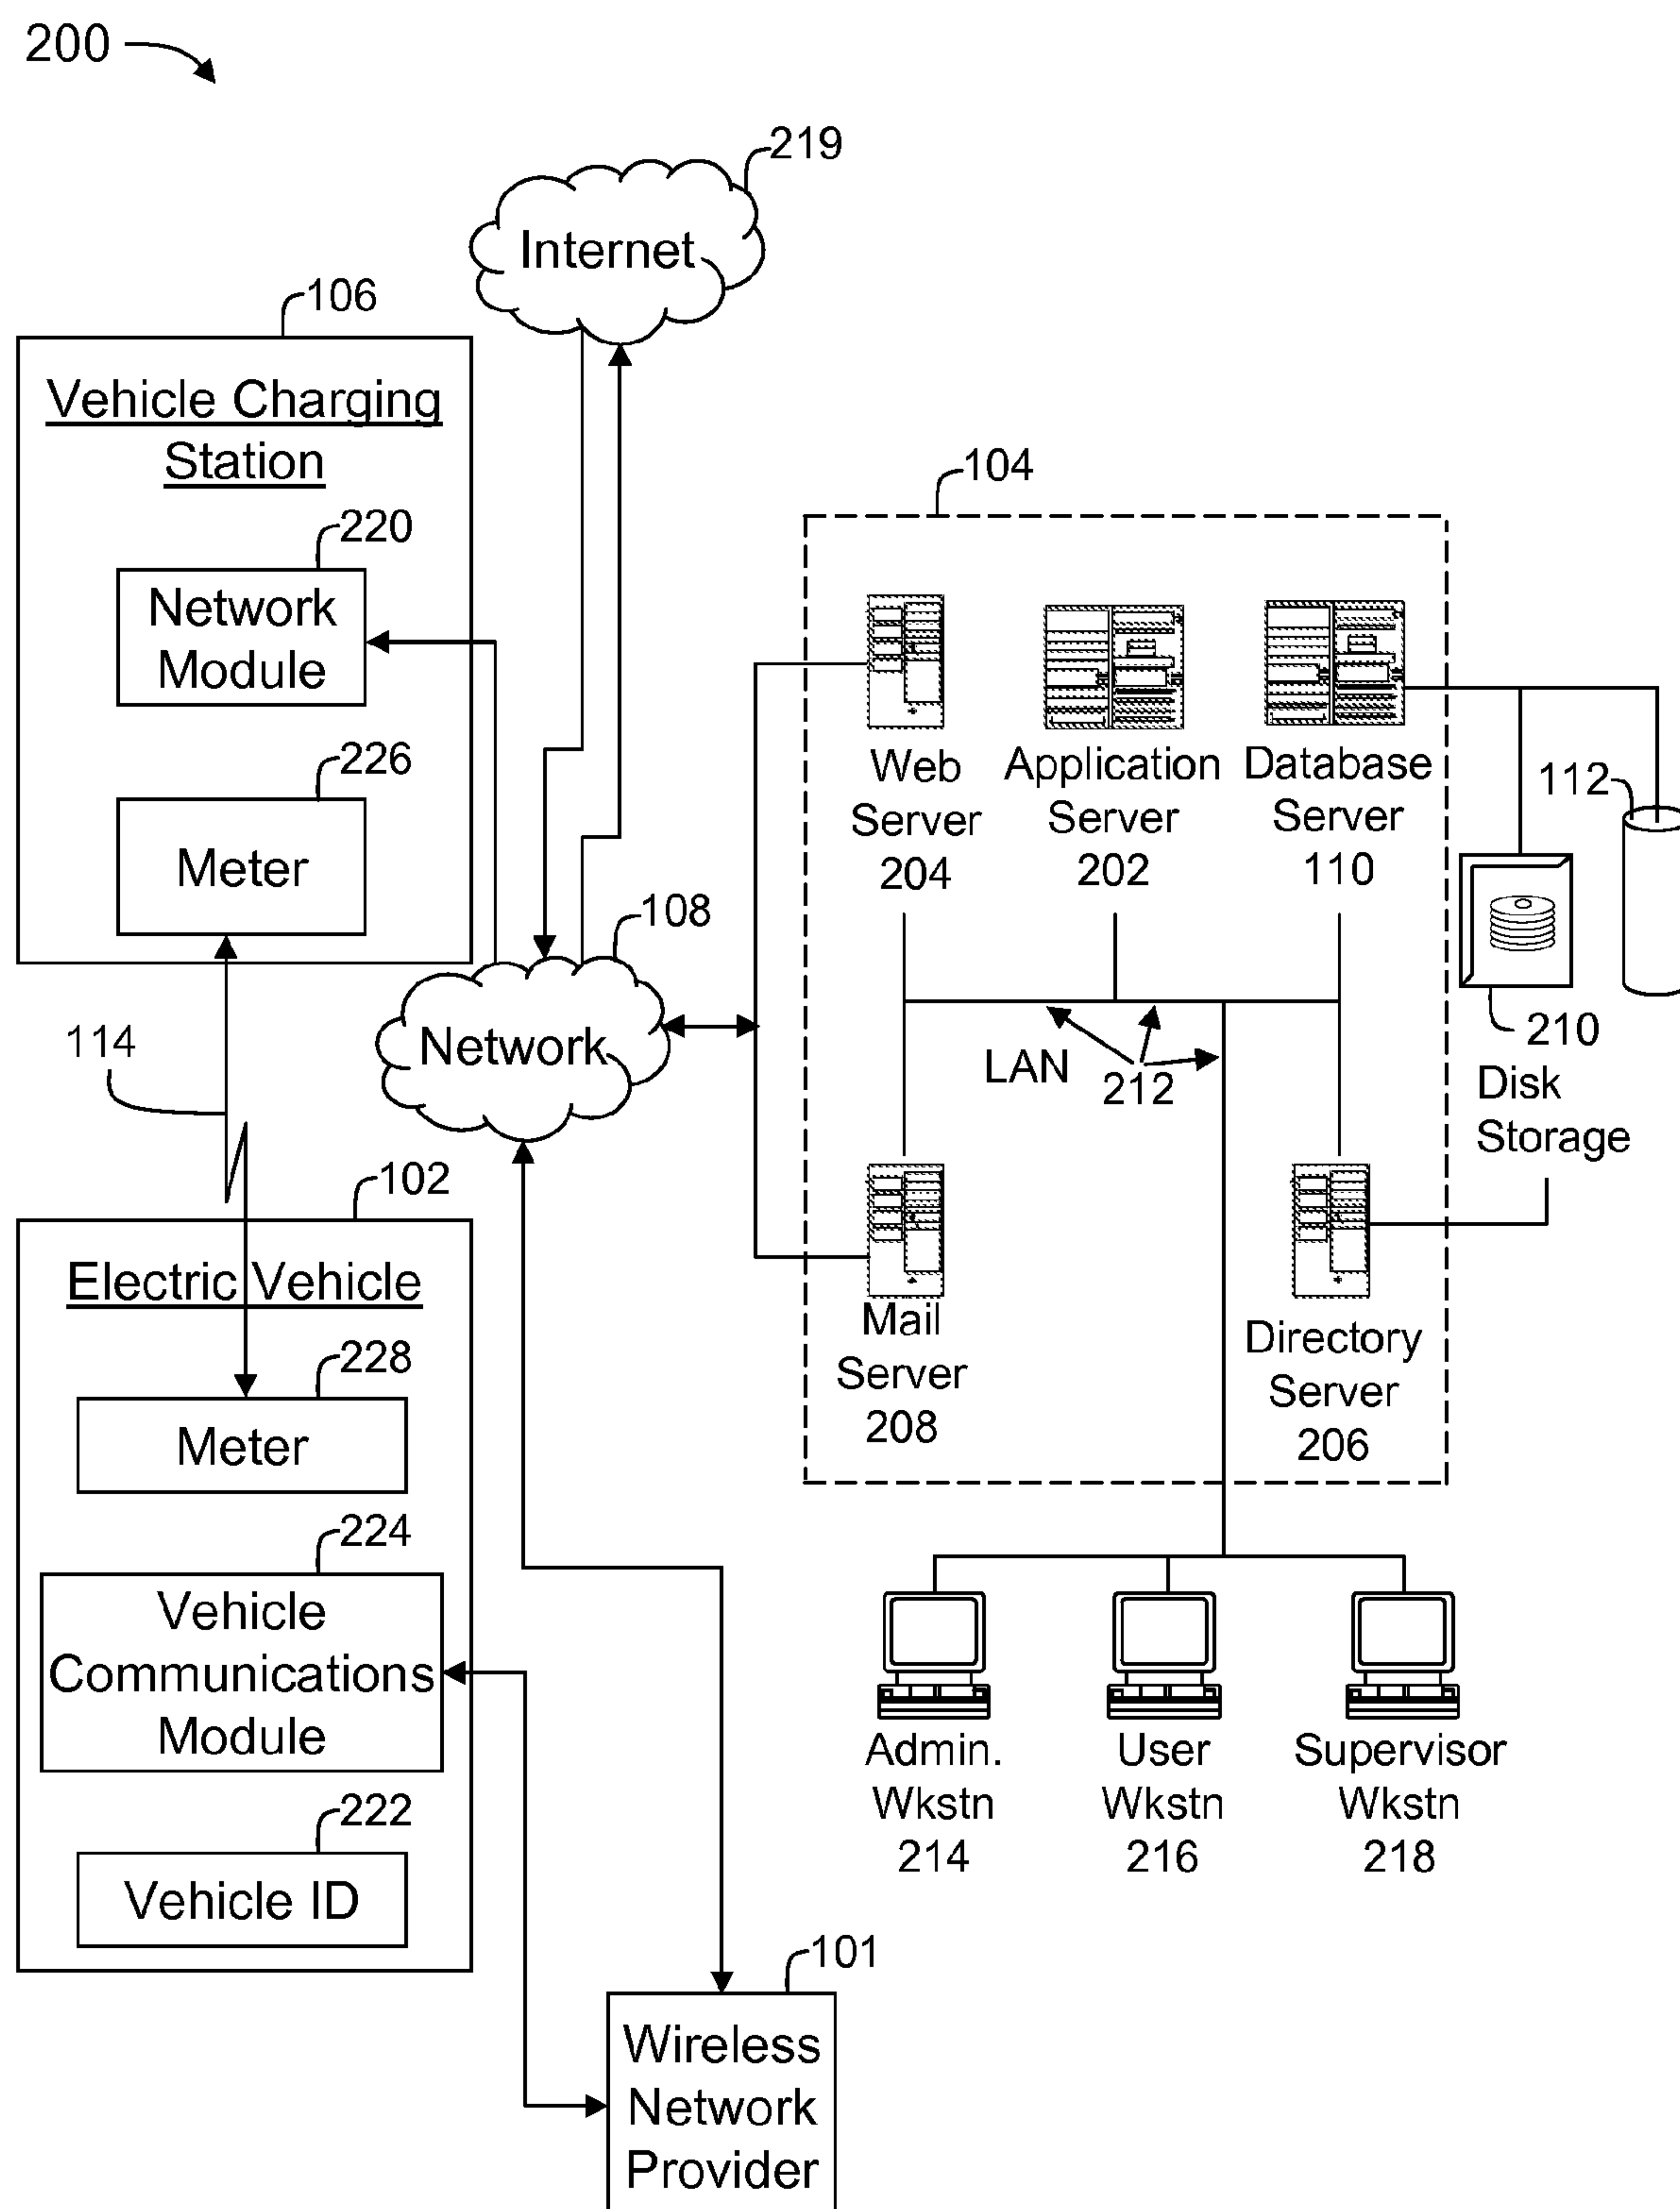 200
219
Internet
106
Vehicle Charging
Station
220
Network
Module
226
Meter
104
Web
Server
204
Application
Server
202
Database
Server
110
112
108
Network
114
LAN
212
210
Disk
Storage
102
Electric Vehicle
228
Meter
224
Vehicle
Communications
Module
222
Vehicle ID
Mail
Server
208
Directory
Server
206
Admin.
Wkstn
214
User
Wkstn
216
Supervisor
Wkstn
218
101
Wireless
Network
Provider